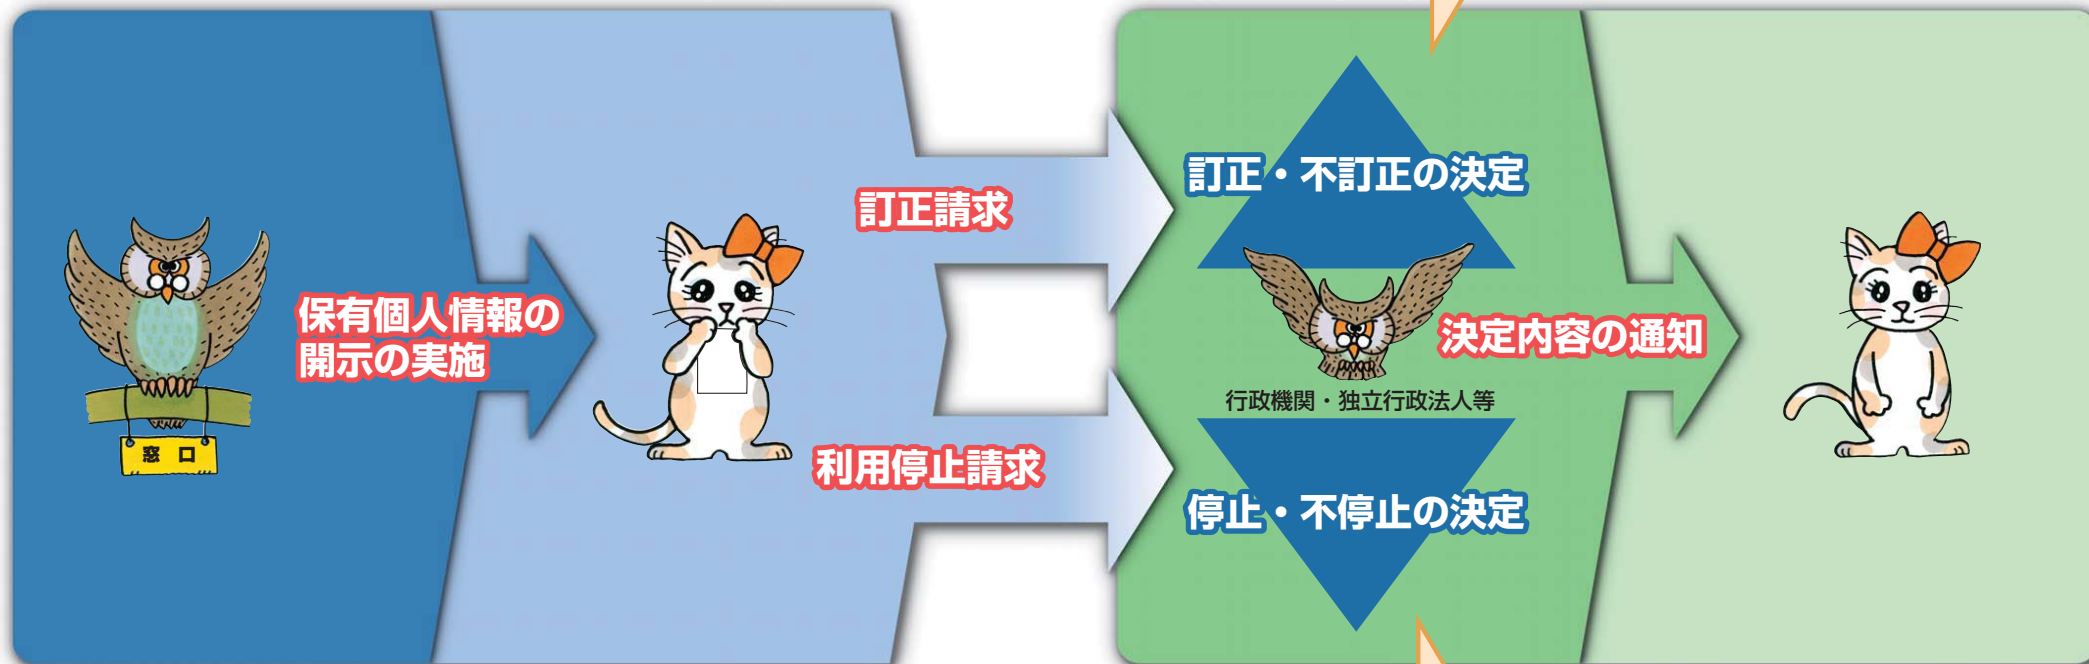 窓 口
保有個人情報の
開示の実施
訂正請求
利用停止請求
訂正・不訂正の決定
行政機関・独立行政法人等
停止・不停止の決定
決定内容の通知